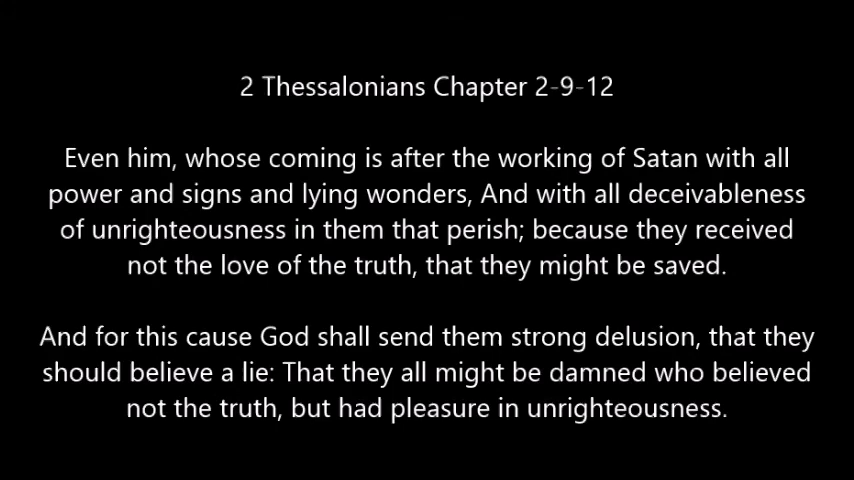 2 Thessalonians Chapter 2-9-12
Even him, whose coming is after the working of Satan with all
power and signs and lying wonders, And with all deceivableness
of unrighteousness in them that perish; because they received
not the love of the truth, that they might be saved.
And for this cause God shall send them strong delusion, that they
should believe a lie: That they all might be damned who believed
not the truth, but had pleasure in unrighteousness.